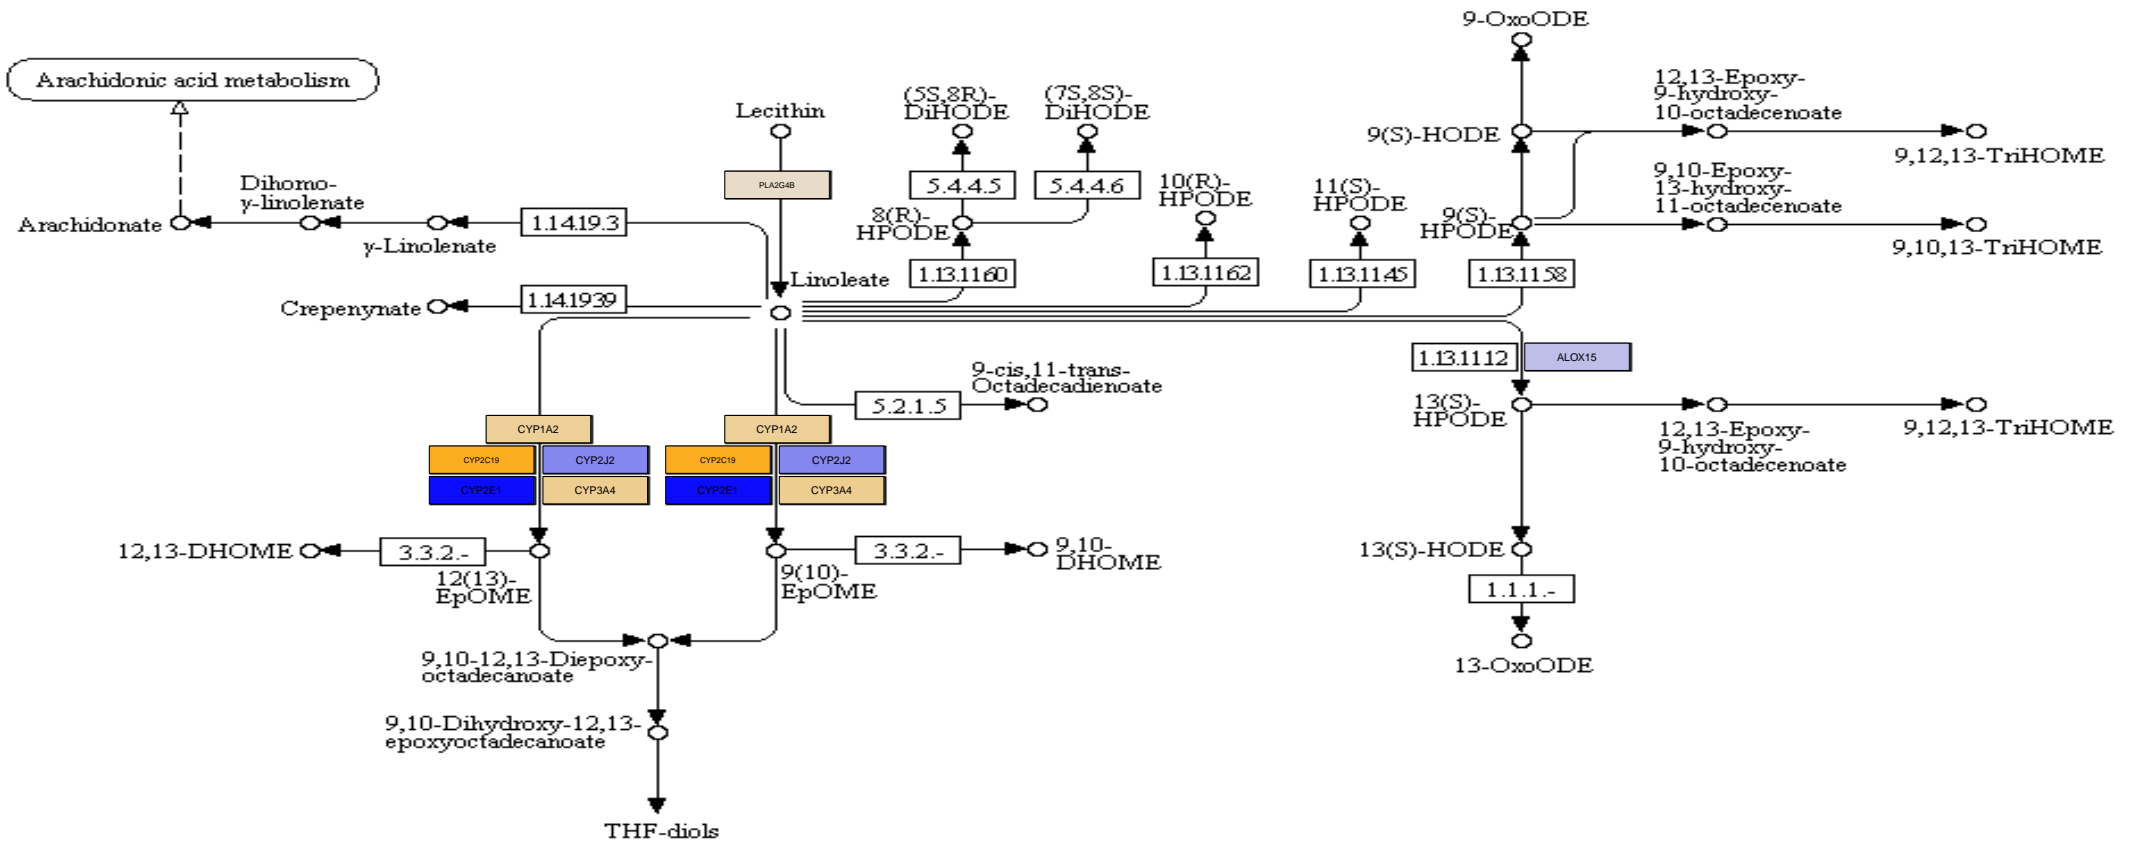 9-OxoODE
Arachidonic acid metabolism
Lecithin
(5S,8R)-
DiHODE
(7S,8S)-
DiHODE
9(S)-HODE
12,13-Epoxy-
9-hydroxy-
10-octadecenoate
9,12,13-TriHOME
PLA2G4B
5.4.4.5
5.4.4.6
10(R)-
HPODE
11(S)-
HPODE
9(S)-
HPODE
9,10-Epoxy-
13-hydroxy-
11-octadecenoate
9,10,13-TriHOME
Arachidonate
Dihomo-
γ-linolenate
γ-Linolenate
1.14.19.3
8(R)-
HPODE
Linoleate
1.13.11.60
1.13.11.62
1.13.11.45
1.13.11.58
Crepenynate
1.14.19.39
1.13.11.12
ALOX15
9-cis,11-trans-
Octadecadienoate
5.2.1.5
13(S)-
HPODE
12,13-Epoxy-
9-hydroxy-
10-octadecenoate
9,12,13-TriHOME
CYP1A2
CYP2C19
CYP2J2
CYP2E1
CYP3A4
CYP1A2
CYP2C19
CYP2J2
CYP2E1
CYP3A4
12,13-DHOME
3.3.2.-
12(13)-
EpOME
9(10)-
EpOME
3.3.2.-
9,10-
DHOME
13(S)-HODE
1.1.1.-
13-OxoODE
9,10-12,13-Diepoxy-
octadecanoate
9,10-Dihydroxy-12,13-
epoxyoctadecanoate
THF-diols